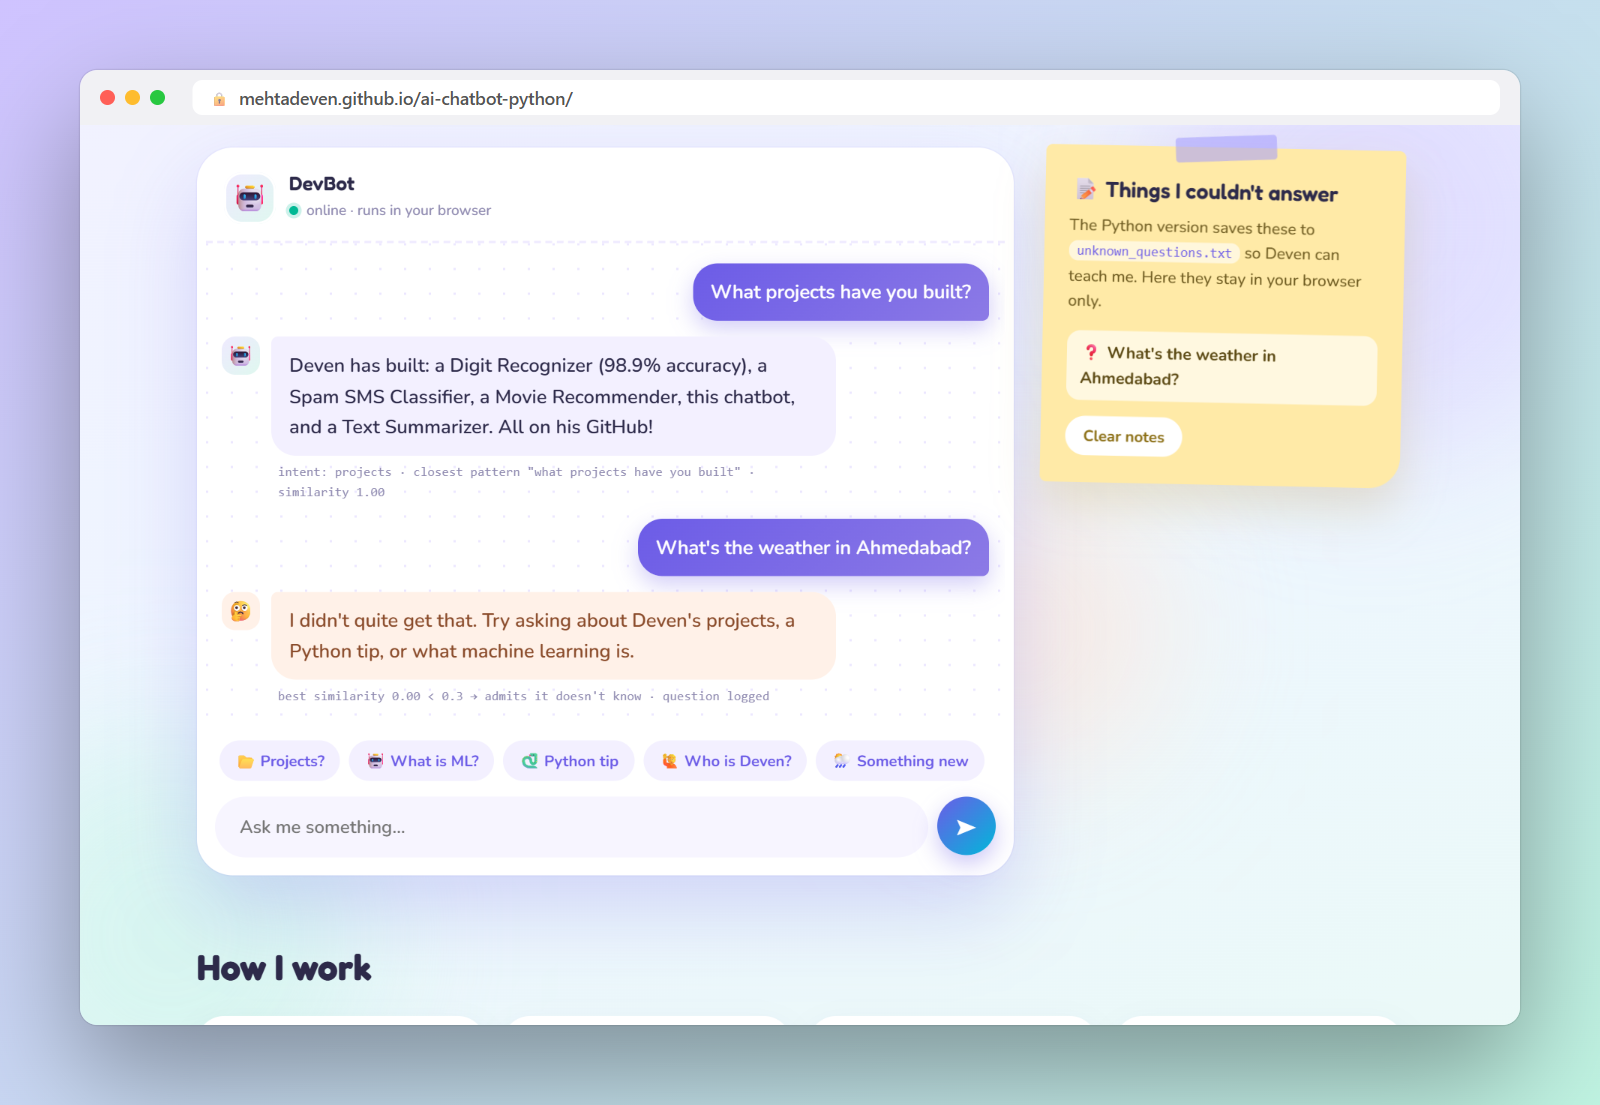 mehtadeven.github.io/ai-chatbot-python/
DevBot
online · runs in your browser
What projects have you built?
Deven has built: a Digit Recognizer (98.9% accuracy), a
Spam SMS Classifier, a Movie Recommender, this chatbot,
and a Text Summarizer. All on his GitHub!
intent: projects · closest pattern "what projects have you built" ·
similarity 1.00
What's the weather in Ahmedabad?
I didn't quite get that. Try asking about Deven's projects, a
Python tip, or what machine learning is.
best similarity 0.00 < 0.3 → admits it doesn't know · question logged
Projects?
What is ML?
Python tip
Who is Deven?
Something new
Ask me something...
Things I couldn't answer
The Python version saves these to
unknown_questions.txt so Deven can
teach me. Here they stay in your browser
only.
What's the weather in
Ahmedabad?
Clear notes
How I work